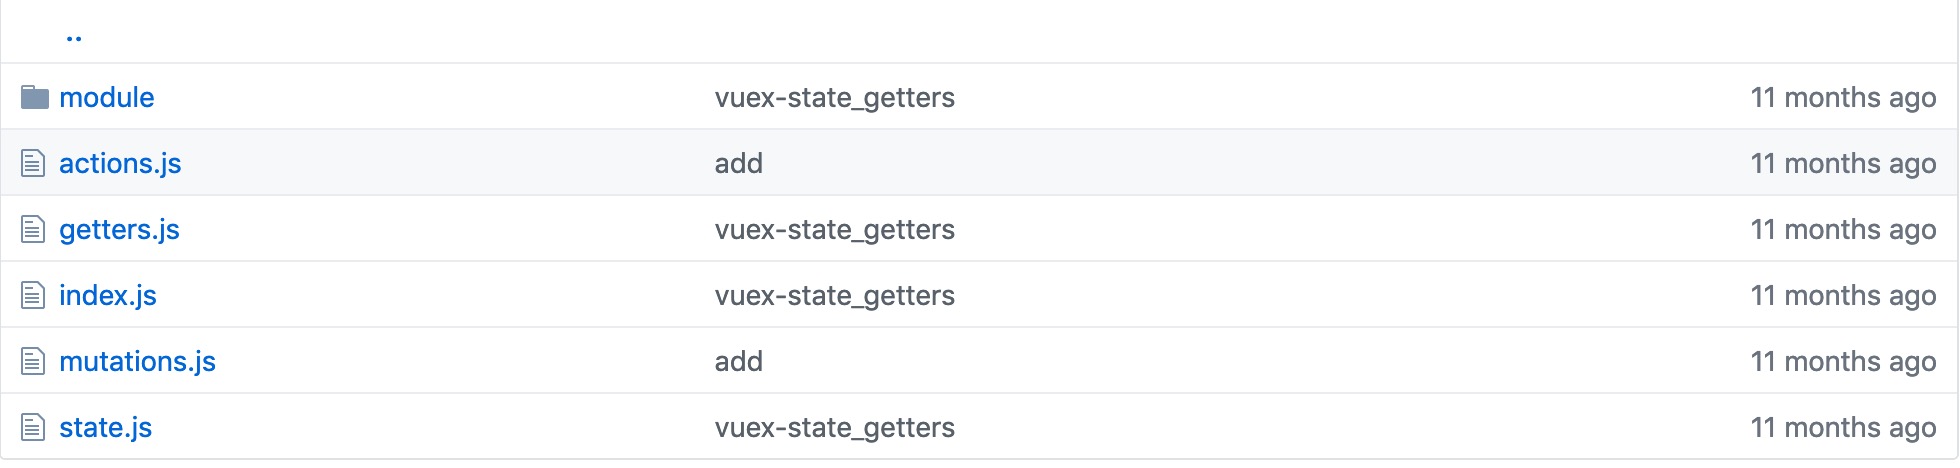 ..
module vuex-state_getters 11 months ago
actions.js add 11 months ago
getters.js vuex-state_getters 11 months ago
index.js vuex-state_getters 11 months ago
mutations.js add 11 months ago
state.js vuex-state_getters 11 months ago